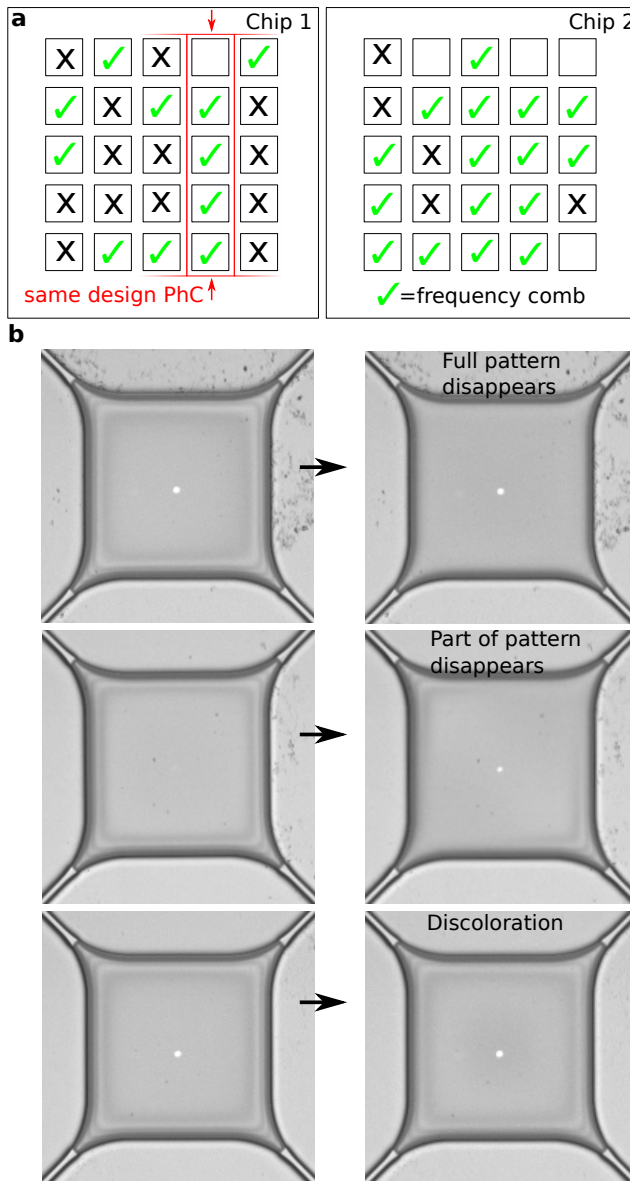 a
Chip 1
Chip 2
X ✓ X ✓
✓ X ✓ ✓ X
✓ X X ✓ X
X X X ✓ X
X ✓ ✓ ✓ X
X ✓
X ✓ ✓ ✓ ✓
✓ X ✓ ✓ ✓
✓ X ✓ ✓ X
✓ ✓ ✓ ✓
same design PhC
✓=frequency comb
b
Full pattern
disappears
Part of pattern
disappears
Discoloration